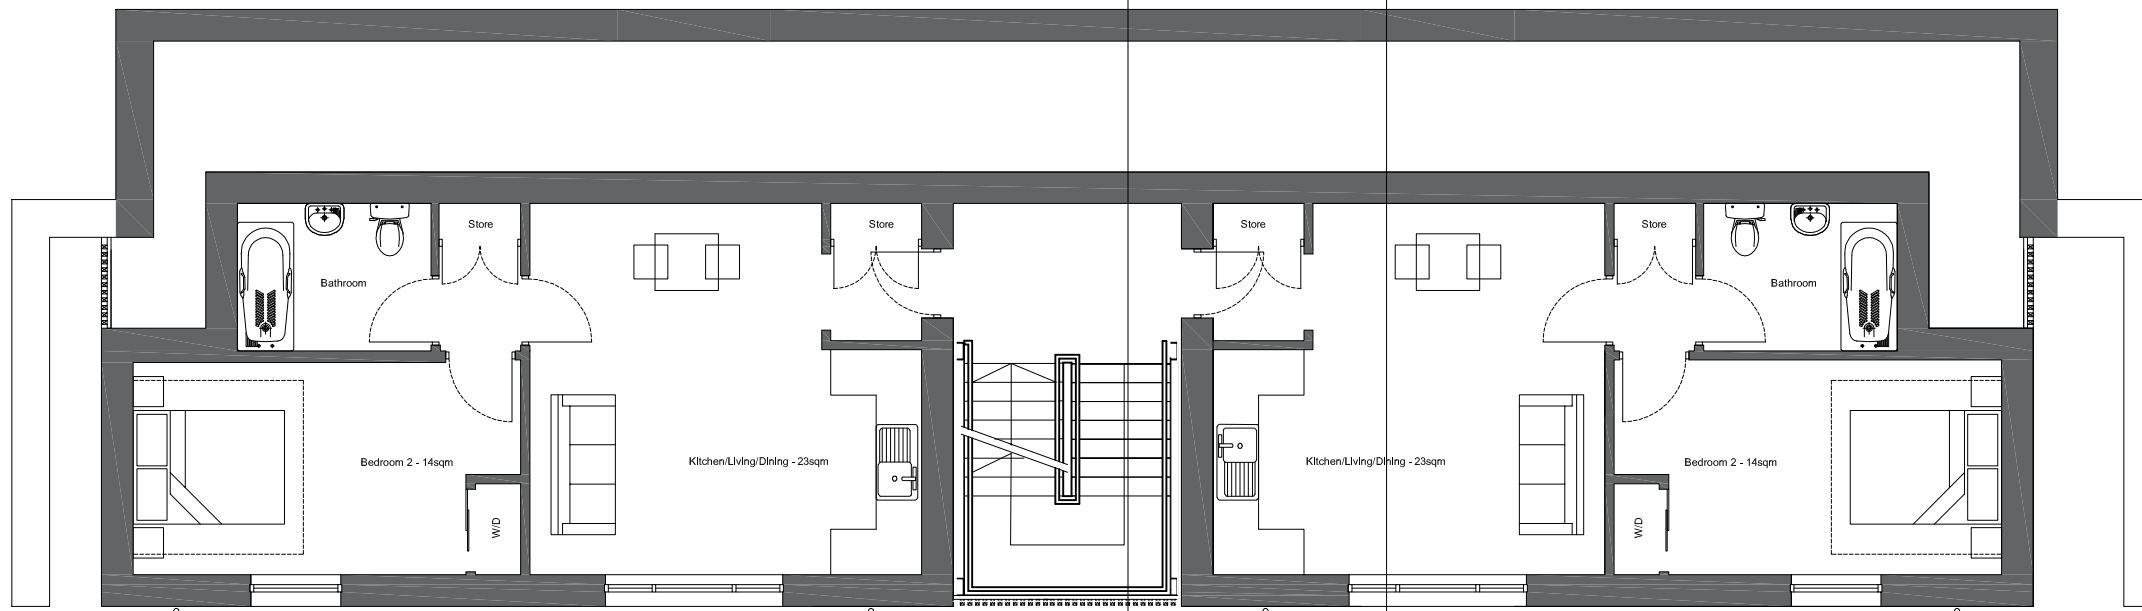 Store
Store
Store
Store
Bathroom
Bathroom
Bedroom 2 - 14sqm
Kitchen/Living/Dining - 23sqm
Kitchen/Living/Dining - 23sqm
Bedroom 2 - 14sqm
W/D
W/D